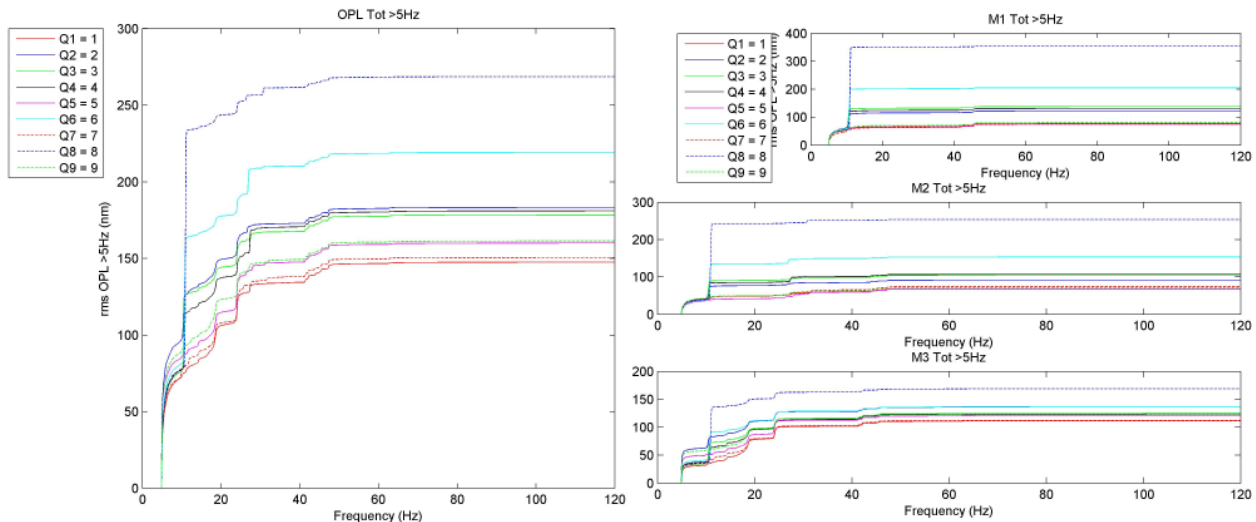 OPL Tot >5Hz
Q1 = 1
Q2 = 2
Q3 = 3
Q4 = 4
Q5 = 5
Q6 = 6
Q7 = 7
Q8 = 8
Q9 = 9
rms OPL >5Hz (nm)
300
250
200
150
100
50
0
0 20 40 60 80 100 120
Frequency (Hz)
M1 Tot >5Hz
Q1 = 1
Q2 = 2
Q3 = 3
Q4 = 4
Q5 = 5
Q6 = 6
Q7 = 7
Q8 = 8
Q9 = 9
rms OPL >5Hz (nm)
400
300
200
100
0
0 20 40 60 80 100 120
Frequency (Hz)
M2 Tot >5Hz
300
200
100
0
0 20 40 60 80 100 120
Frequency (Hz)
M3 Tot >5Hz
200
150
100
50
0
0 20 40 60 80 100 120
Frequency (Hz)